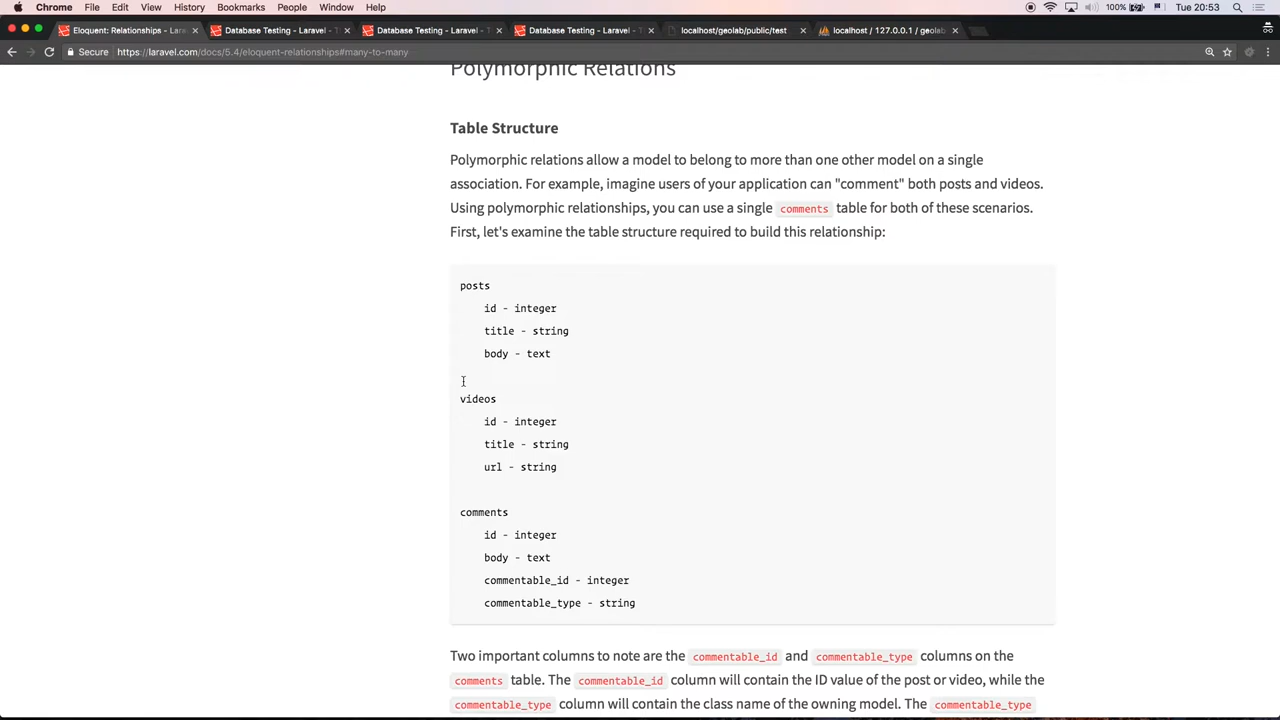 Chrome File Edit View History Bookmarks People Window Help 100% Tue 20:53
Eloquent: Relationships - Lara Database Testing - Laravel - T Database Testing - Laravel - T Database Testing - Laravel - T localhost/geolab/public/test localhost / 127.0.0.1 / geolab
Secure https://laravel.com/docs/5.4/eloquent-relationships#many-to-many
Polymorphic Relations
Table Structure
Polymorphic relations allow a model to belong to more than one other model on a single
association. For example, imagine users of your application can "comment" both posts and videos.
Using polymorphic relationships, you can use a single comments table for both of these scenarios.
First, let's examine the table structure required to build this relationship:
posts
id - integer
title - string
body - text
videos
id - integer
title - string
url - string
comments
id - integer
body - text
commentable_id - integer
commentable_type - string
Two important columns to note are the commentable_id and commentable_type columns on the
comments table. The commentable_id column will contain the ID value of the post or video, while the
commentable_type column will contain the class name of the owning model. The commentable_type